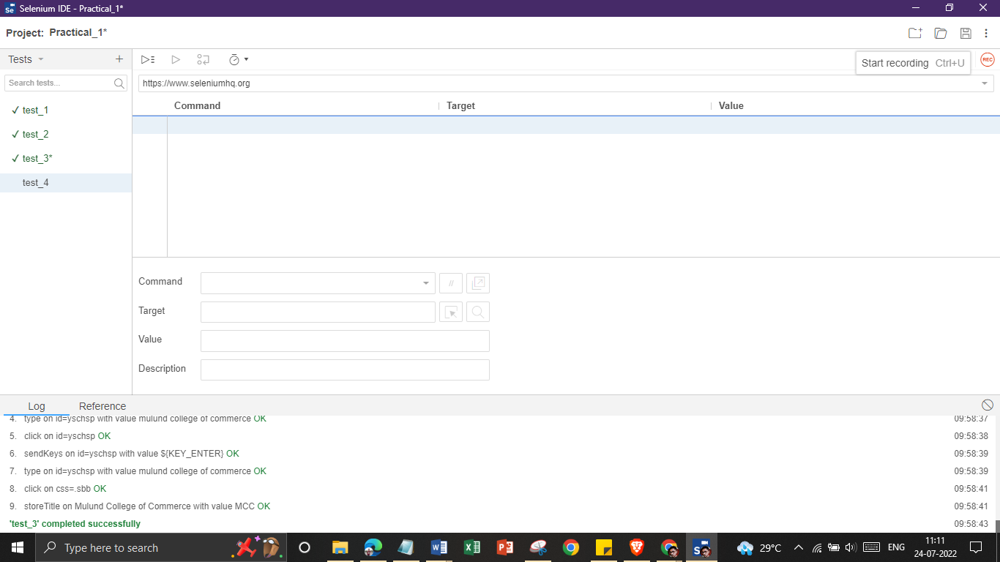 Se Selenium IDE - Practical_1*
Project: Practical_1*
Tests
Start recording Ctrl+U
REC
Search tests...
https://www.seleniumhq.org
Command Target Value
✓ test_1
✓ test_2
✓ test_3*
test_4
Command
//
Target
Value
Description
Log Reference
4. type on id=yschsp with value mulund college of commerce OK 09:58:37
5. click on id=yschsp OK 09:58:38
6. sendKeys on id=yschsp with value ${KEY_ENTER} OK 09:58:39
7. type on id=yschsp with value mulund college of commerce OK 09:58:39
8. click on css=.sbb OK 09:58:41
9. storeTitle on Mulund College of Commerce with value MCC OK 09:58:41
'test_3' completed successfully 09:58:43
Type here to search
29°C
ENG
11:11
24-07-2022